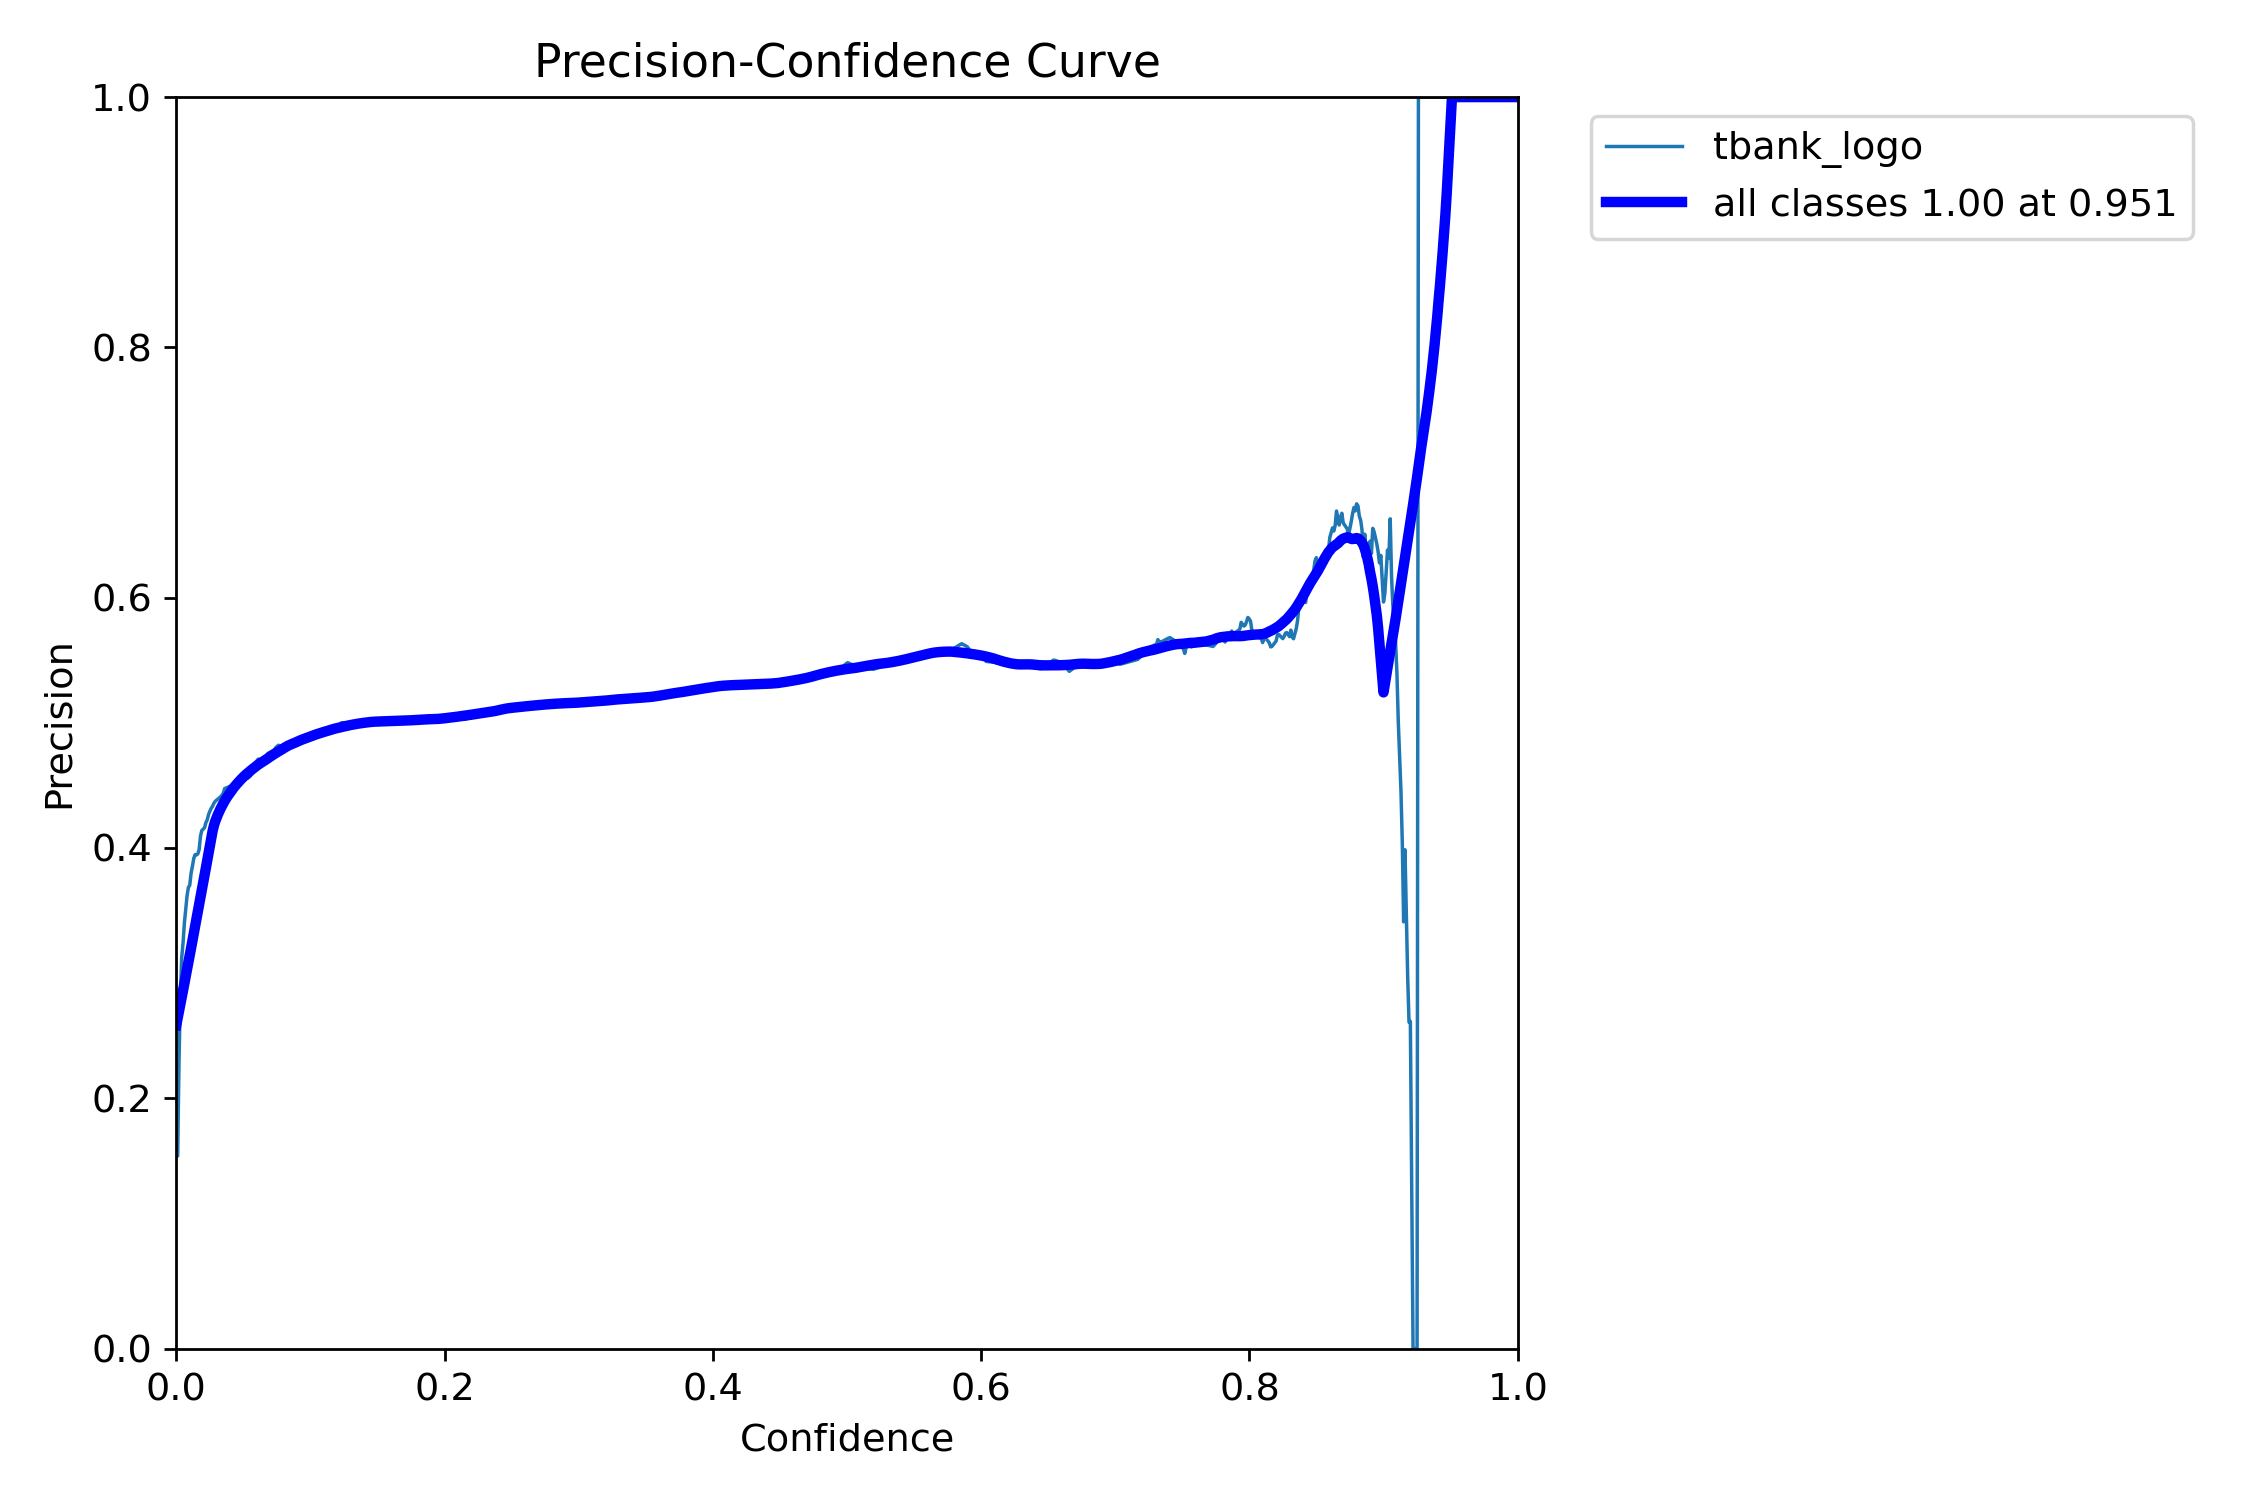 Precision-Confidence Curve
1.0
0.8
0.6
0.4
0.2
0.0
Precision
0.0 0.2 0.4 0.6 0.8 1.0
Confidence
tbank_logo
all classes 1.00 at 0.951